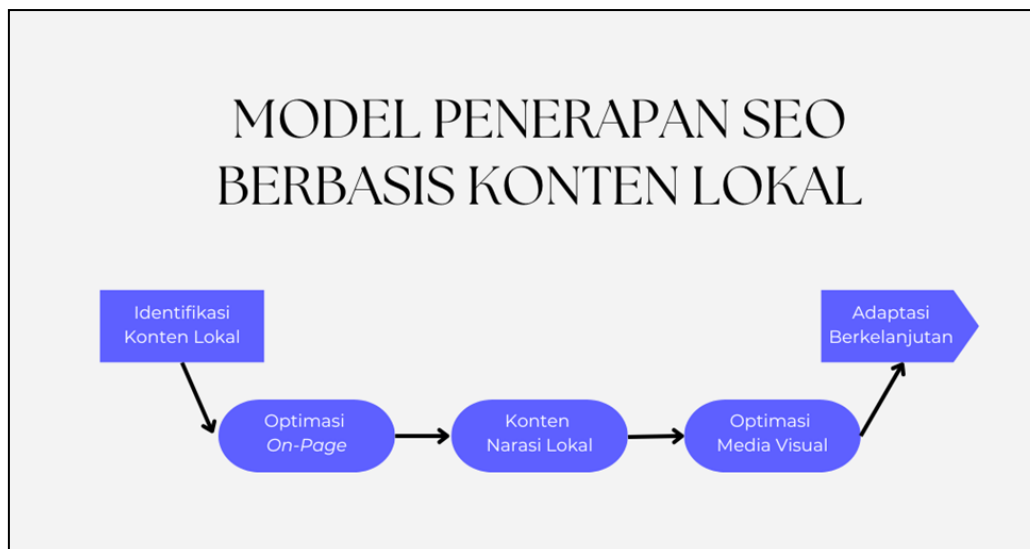 MODEL PENERAPAN SEO
BERBASIS KONTEN LOKAL
Identifikasi
Konten Lokal
Optimasi
On-Page
Konten
Narasi Lokal
Optimasi
Media Visual
Adaptasi
Berkelanjutan